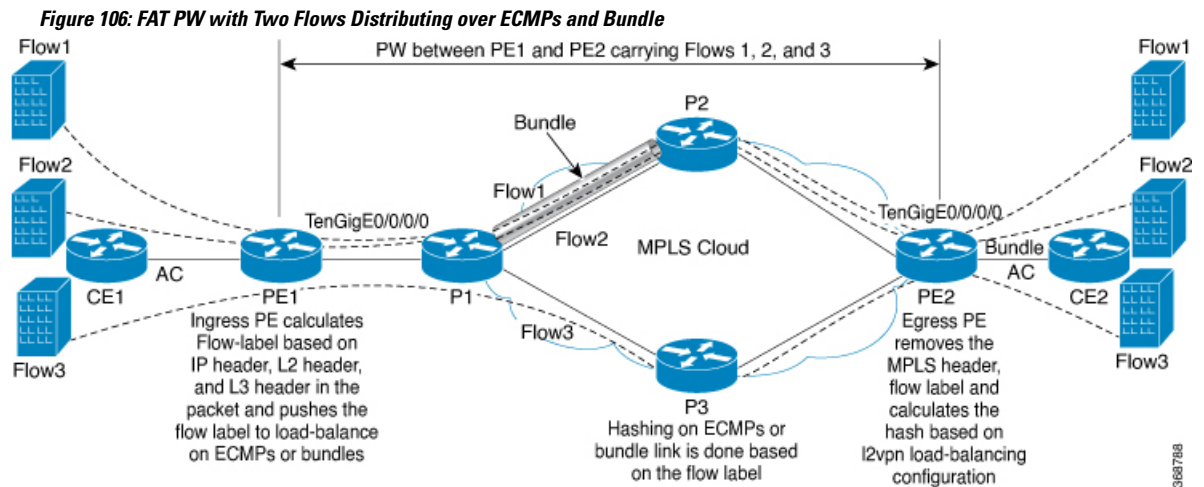 Figure 106: FAT PW with Two Flows Distributing over ECMPs and Bundle
Flow1
PW between PE1 and PE2 carrying Flows 1, 2, and 3
Flow1
P2
Bundle
Flow2
Flow2
Flow1
TenGigE0/0/0/0
TenGigE0/0/0/0
Flow2
MPLS Cloud
Bundle
AC
AC
CE1
PE1
P1
PE2
CE2
Flow3
Flow3
Flow3
Ingress PE calculates
Flow-label based on
IP header, L2 header,
and L3 header in the
packet and pushes the
flow label to load-balance
on ECMPs or bundles
P3
Hashing on ECMPs or
bundle link is done based
on the flow label
Egress PE
removes the
MPLS header,
flow label and
calculates the
hash based on
l2vpn load-balancing
configuration
368788